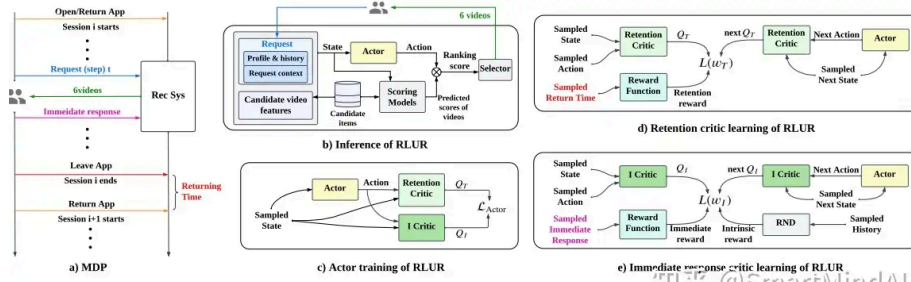 Open/Return App
Session i starts
Request (step) t
6videos
Immeidate response
Rec Sys
Leave App
Session i ends
Returning
Time
Return App
Session i+1 starts
a) MDP
6 videos
Request
Profile & history
Request context
Candidate video
features
State
Actor
Action
Ranking
score
Selector
Candidate
items
Scoring
Models
Predicted
scores of
videos
b) Inference of RLUR
Sampled
State
Actor
Action
Retention
Critic
Q_T
I Critic
Q_I
ℒ_Actor
c) Actor training of RLUR
Sampled
State
Sampled
Action
Sampled
Return Time
Retention
Critic
Reward
Function
Q_T
Retention
reward
L(w_T)
next Q_T
Retention
Critic
Next Action
Actor
Sampled
Next State
d) Retention critic learning of RLUR
Sampled
State
Sampled
Action
Sampled
Immediate
Response
I Critic
Reward
Function
Q_I
Immediate
reward
L(w_I)
next Q_I
Intrinsic
reward
I Critic
RND
Next Action
Actor
Sampled
Next State
Sampled
History
e) Immediate response critic learning of RLUR
知乎 @SmartMindAI